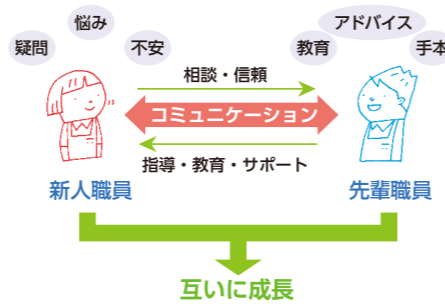 悩み
アドバイス
疑問
不安
教育
手本
相談・信頼
コミュニケーション
指導・教育・サポート
新人職員
先輩職員
互いに成長